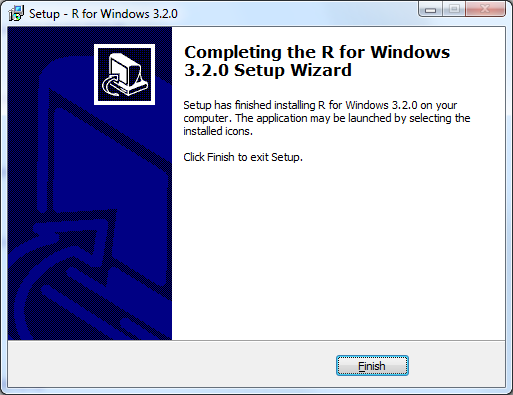 Setup - R for Windows 3.2.0
Completing the R for Windows
3.2.0 Setup Wizard
Setup has finished installing R for Windows 3.2.0 on your
computer. The application may be launched by selecting the
installed icons.
Click Finish to exit Setup.
Finish